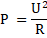 P = U²/R